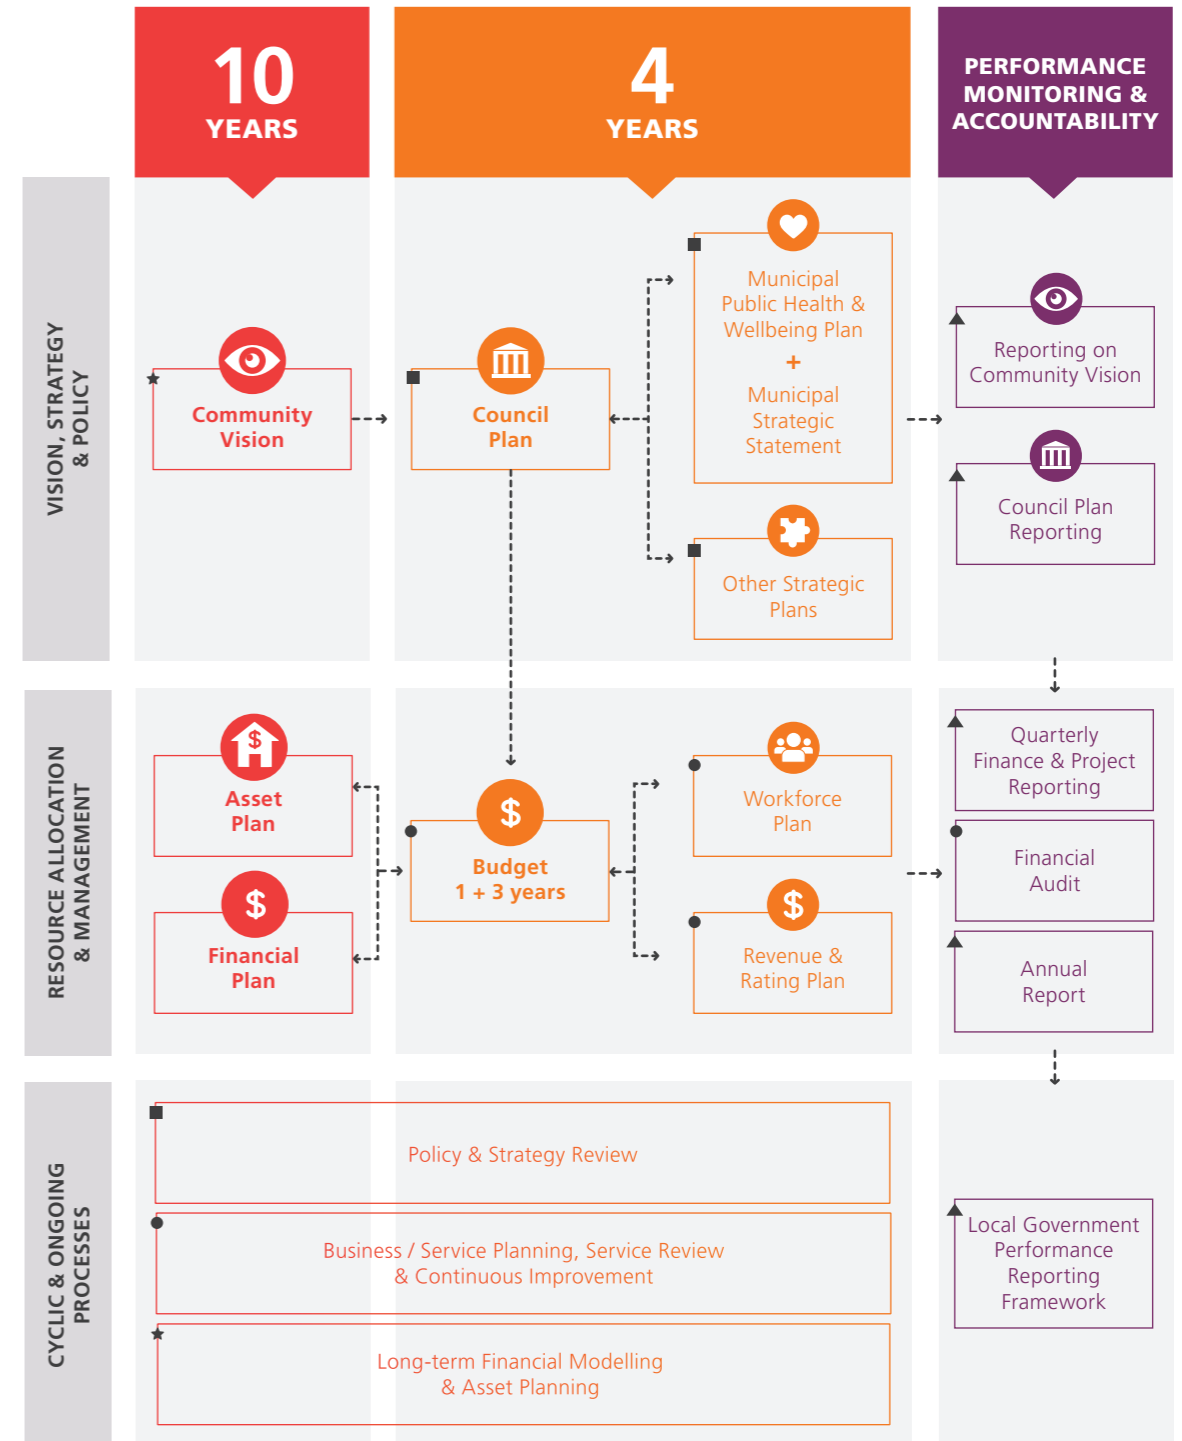 10
YEARS
4
YEARS
PERFORMANCE
MONITORING &
ACCOUNTABILITY
VISION, STRATEGY
& POLICY
Community
Vision
Council
Plan
Municipal
Public Health &
Wellbeing Plan
+
Municipal
Strategic
Statement
Other Strategic
Plans
Reporting on
Community Vision
Council Plan
Reporting
RESOURCE ALLOCATION
& MANAGEMENT
$
Asset
Plan
$
Financial
Plan
$
Budget
1 + 3 years
Workforce
Plan
$
Revenue &
Rating Plan
Quarterly
Finance & Project
Reporting
Financial
Audit
Annual
Report
CYCLIC & ONGOING
PROCESSES
Policy & Strategy Review
Business / Service Planning, Service Review
& Continuous Improvement
Long-term Financial Modelling
& Asset Planning
Local Government
Performance
Reporting
Framework